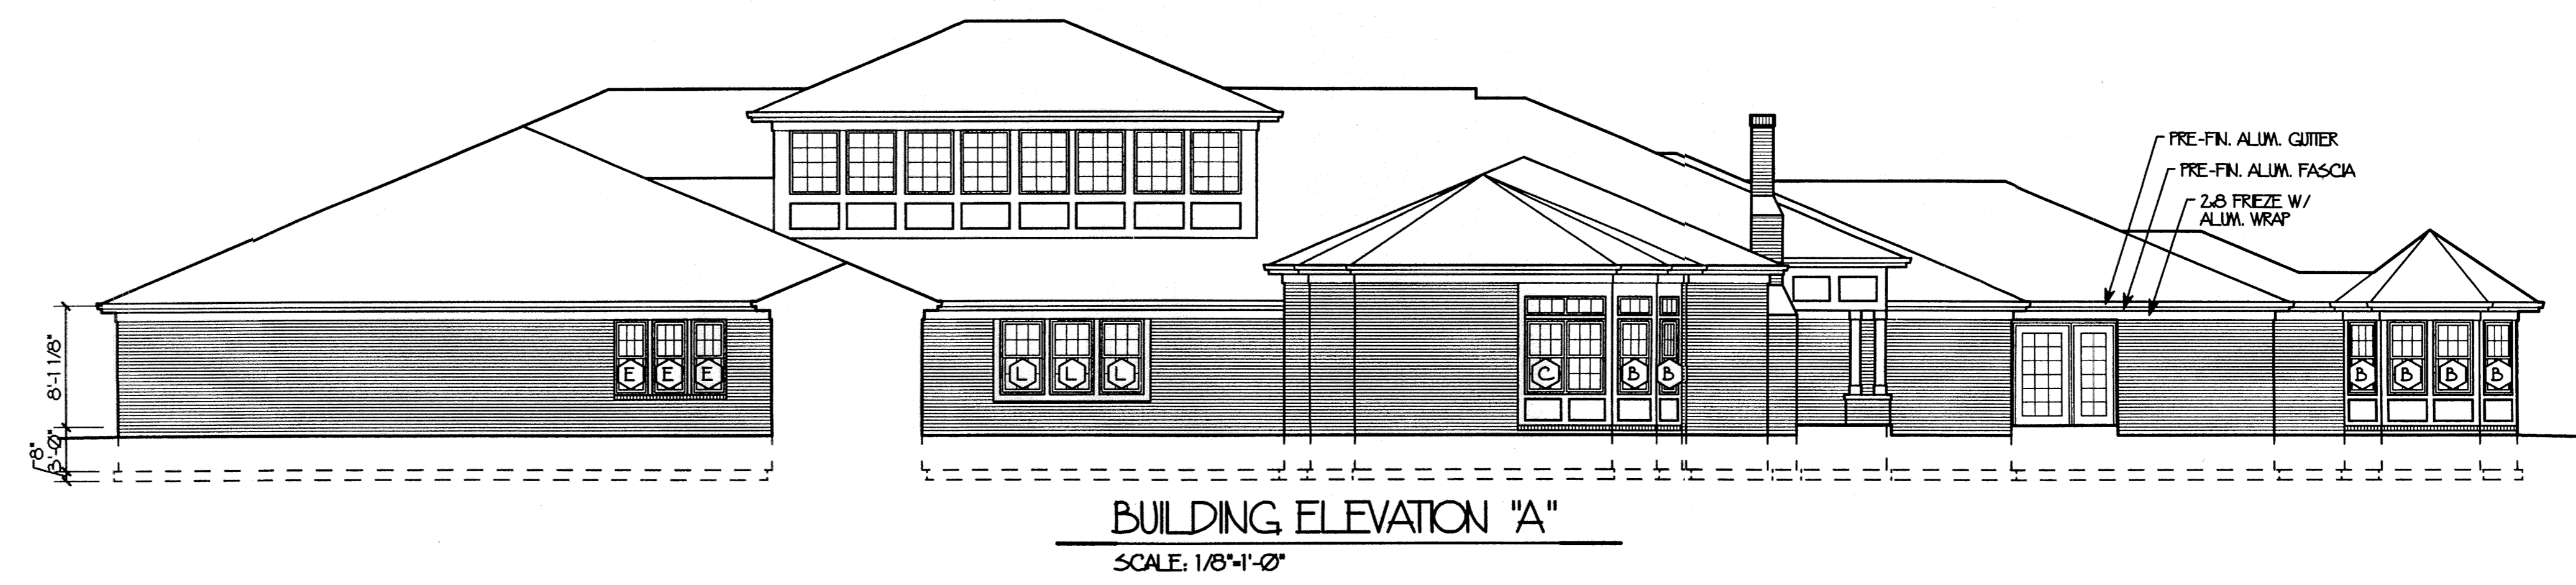 PRE-FIN. ALUM. GUTTER
PRE-FIN. ALUM. FASCIA
2x8 FRIEZE W/
ALUM. WRAP
8'-1 1/8"
3'-0"
8"
E E E
L L L
C B B
B B B B
BUILDING ELEVATION "A"
SCALE: 1/8"=1'-0"